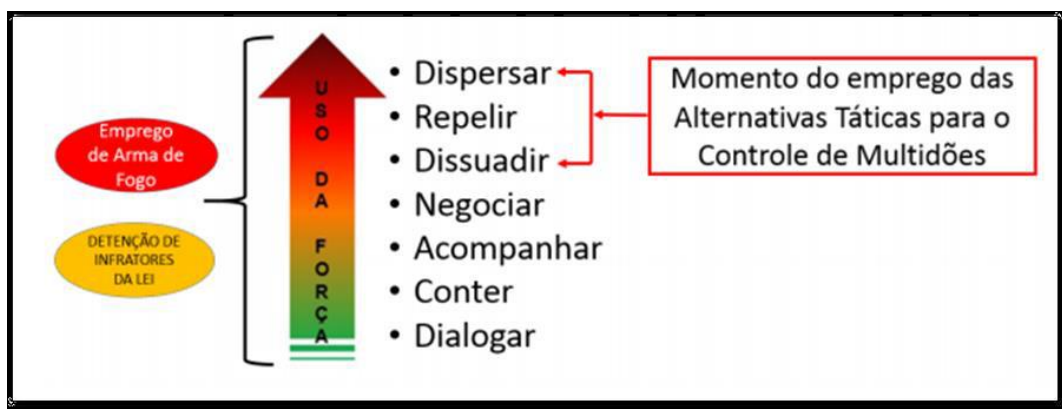 Emprego
de Arma de
Fogo
DETENÇÃO DE
INFRATORES
DA LEI
USO DA FORÇA
• Dispersar
• Repelir
• Dissuadir
• Negociar
• Acompanhar
• Conter
• Dialogar
Momento do emprego das
Alternativas Táticas para o
Controle de Multidões